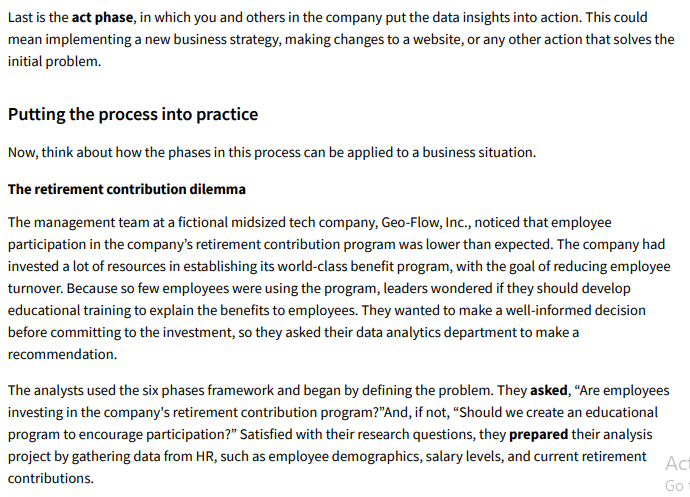 Last is the act phase, in which you and others in the company put the data insights into action. This could
mean implementing a new business strategy, making changes to a website, or any other action that solves the
initial problem.
Putting the process into practice
Now, think about how the phases in this process can be applied to a business situation.
The retirement contribution dilemma
The management team at a fictional midsized tech company, Geo-Flow, Inc., noticed that employee
participation in the company’s retirement contribution program was lower than expected. The company had
invested a lot of resources in establishing its world-class benefit program, with the goal of reducing employee
turnover. Because so few employees were using the program, leaders wondered if they should develop
educational training to explain the benefits to employees. They wanted to make a well-informed decision
before committing to the investment, so they asked their data analytics department to make a
recommendation.
The analysts used the six phases framework and began by defining the problem. They asked, “Are employees
investing in the company's retirement contribution program?”And, if not, “Should we create an educational
program to encourage participation?” Satisfied with their research questions, they prepared their analysis
project by gathering data from HR, such as employee demographics, salary levels, and current retirement
contributions.
Act
Go t